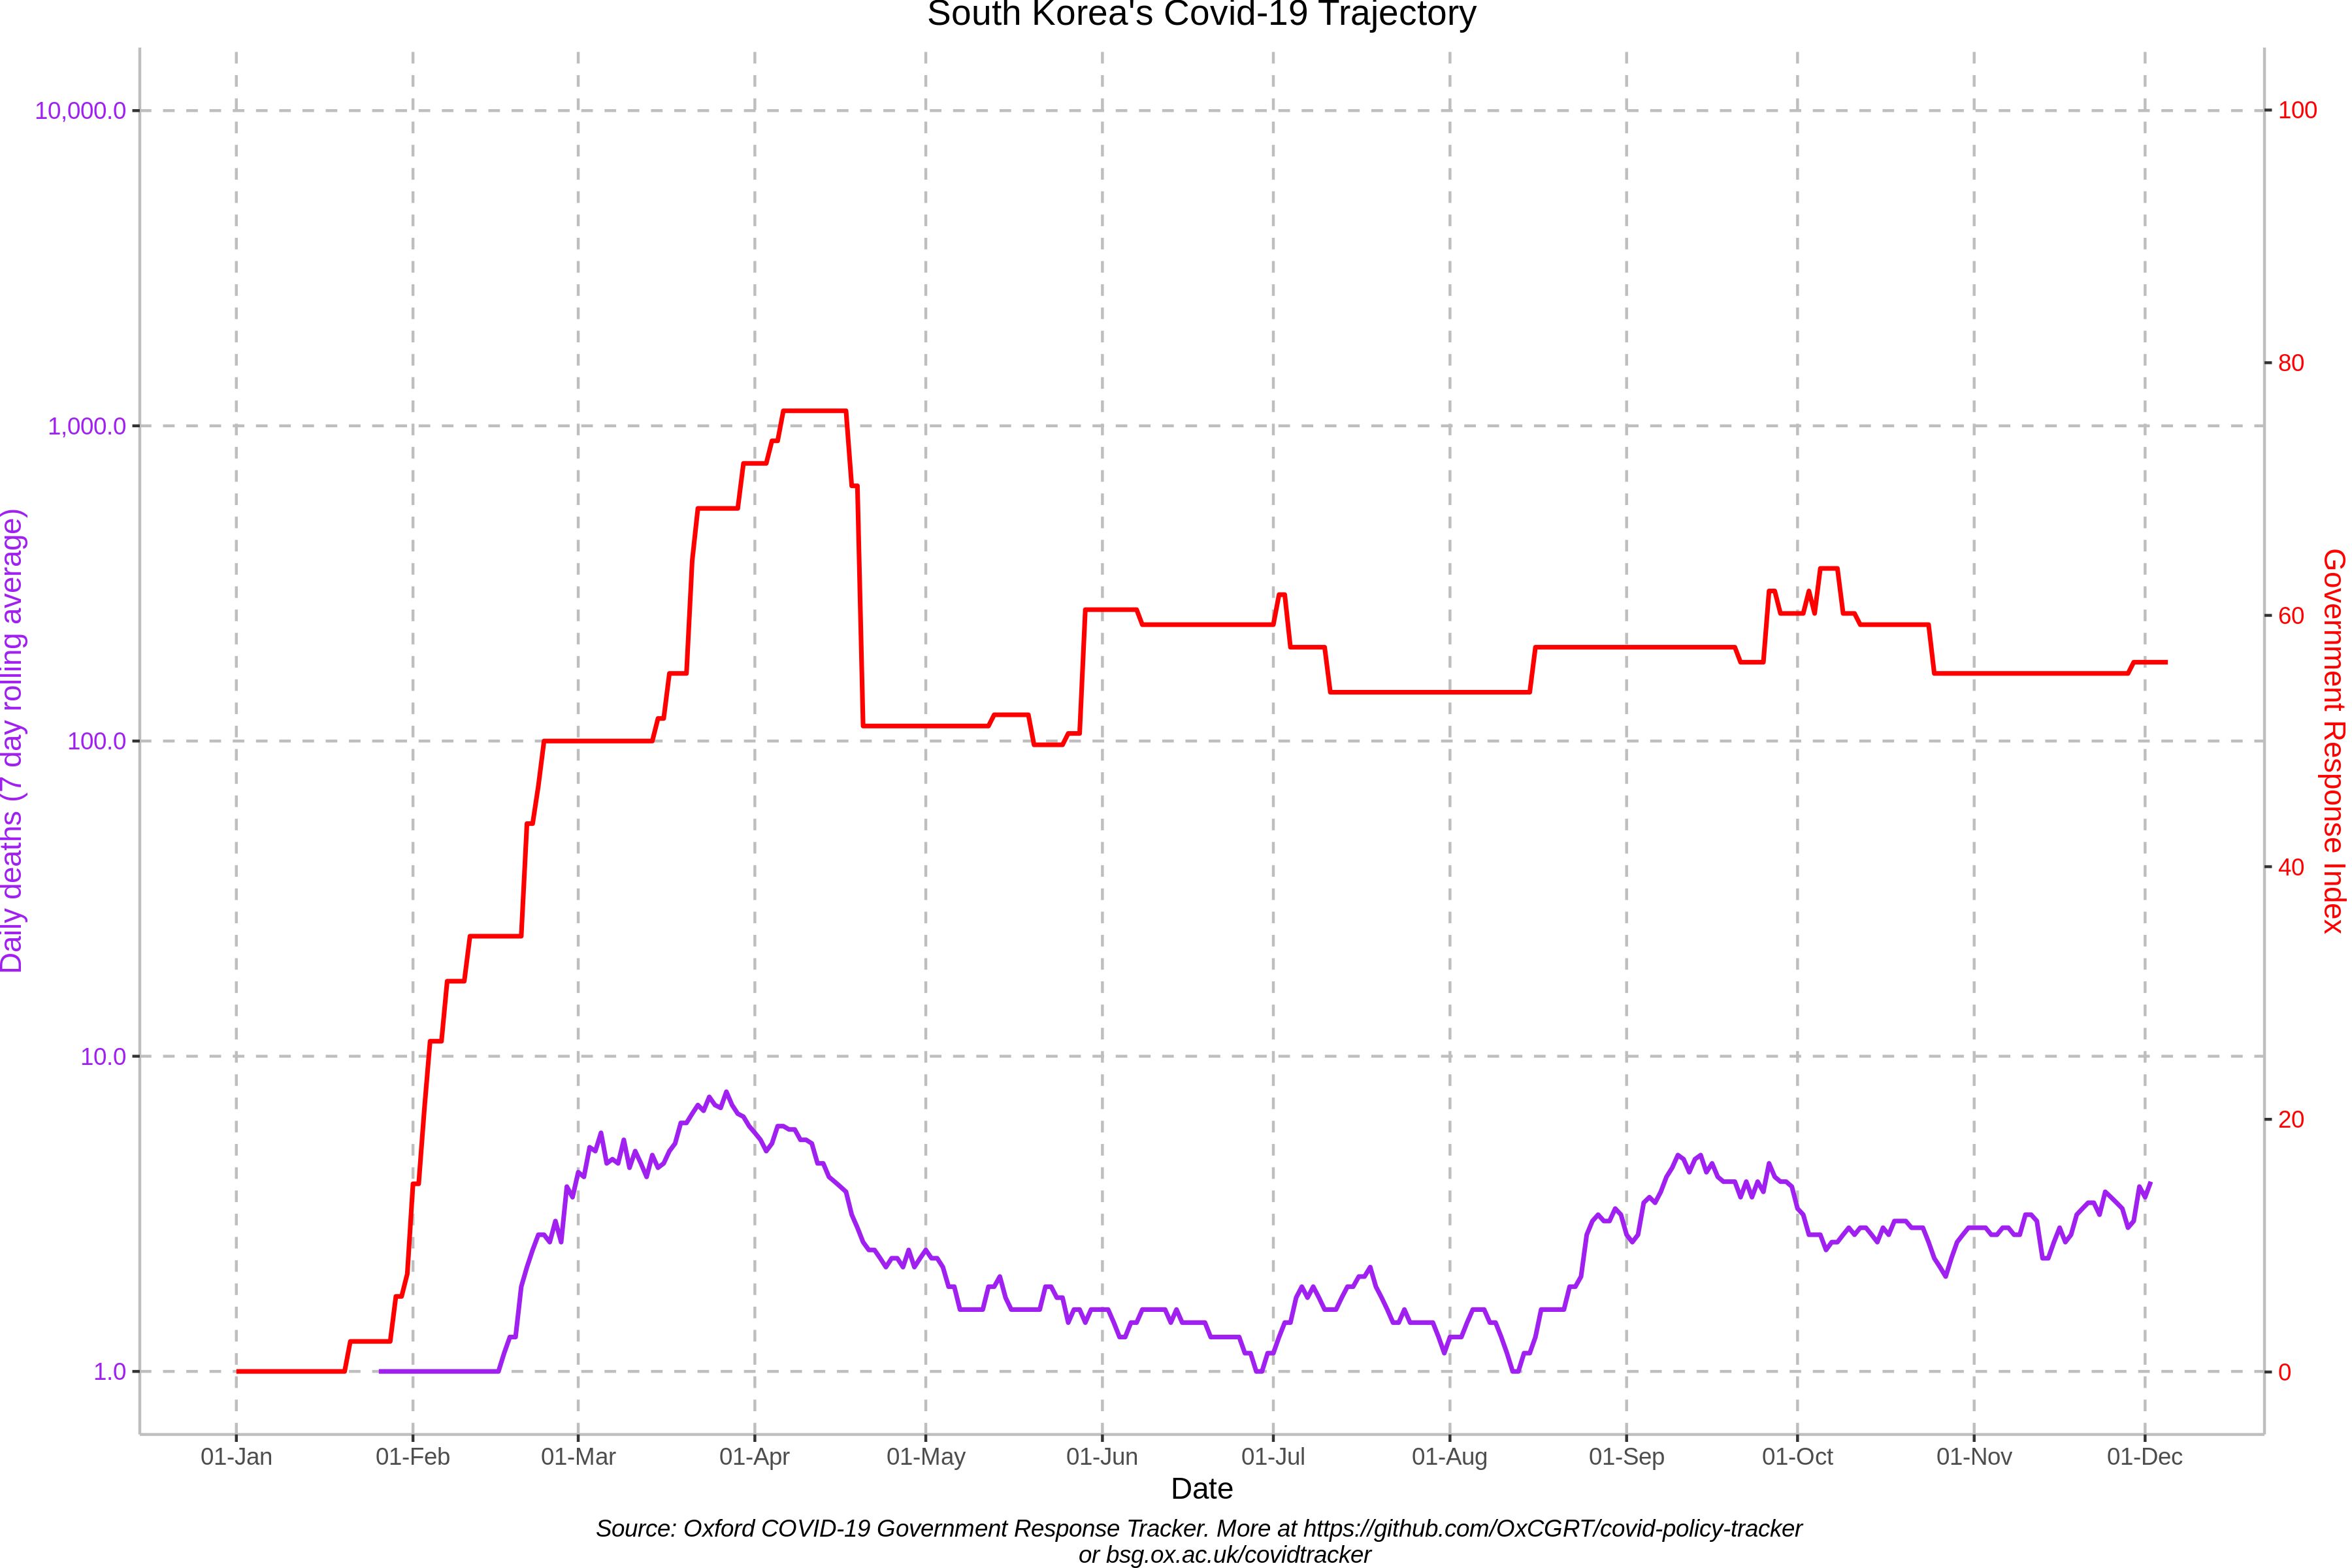 South Korea's Covid-19 Trajectory
10,000.0
1,000.0
100.0
10.0
1.0
Daily deaths (7 day rolling average)
100
80
60
40
20
0
Government Response Index
01-Jan 01-Feb 01-Mar 01-Apr 01-May 01-Jun 01-Jul 01-Aug 01-Sep 01-Oct 01-Nov 01-Dec
Date
Source: Oxford COVID-19 Government Response Tracker. More at https://github.com/OxCGRT/covid-policy-tracker
or bsg.ox.ac.uk/covidtracker